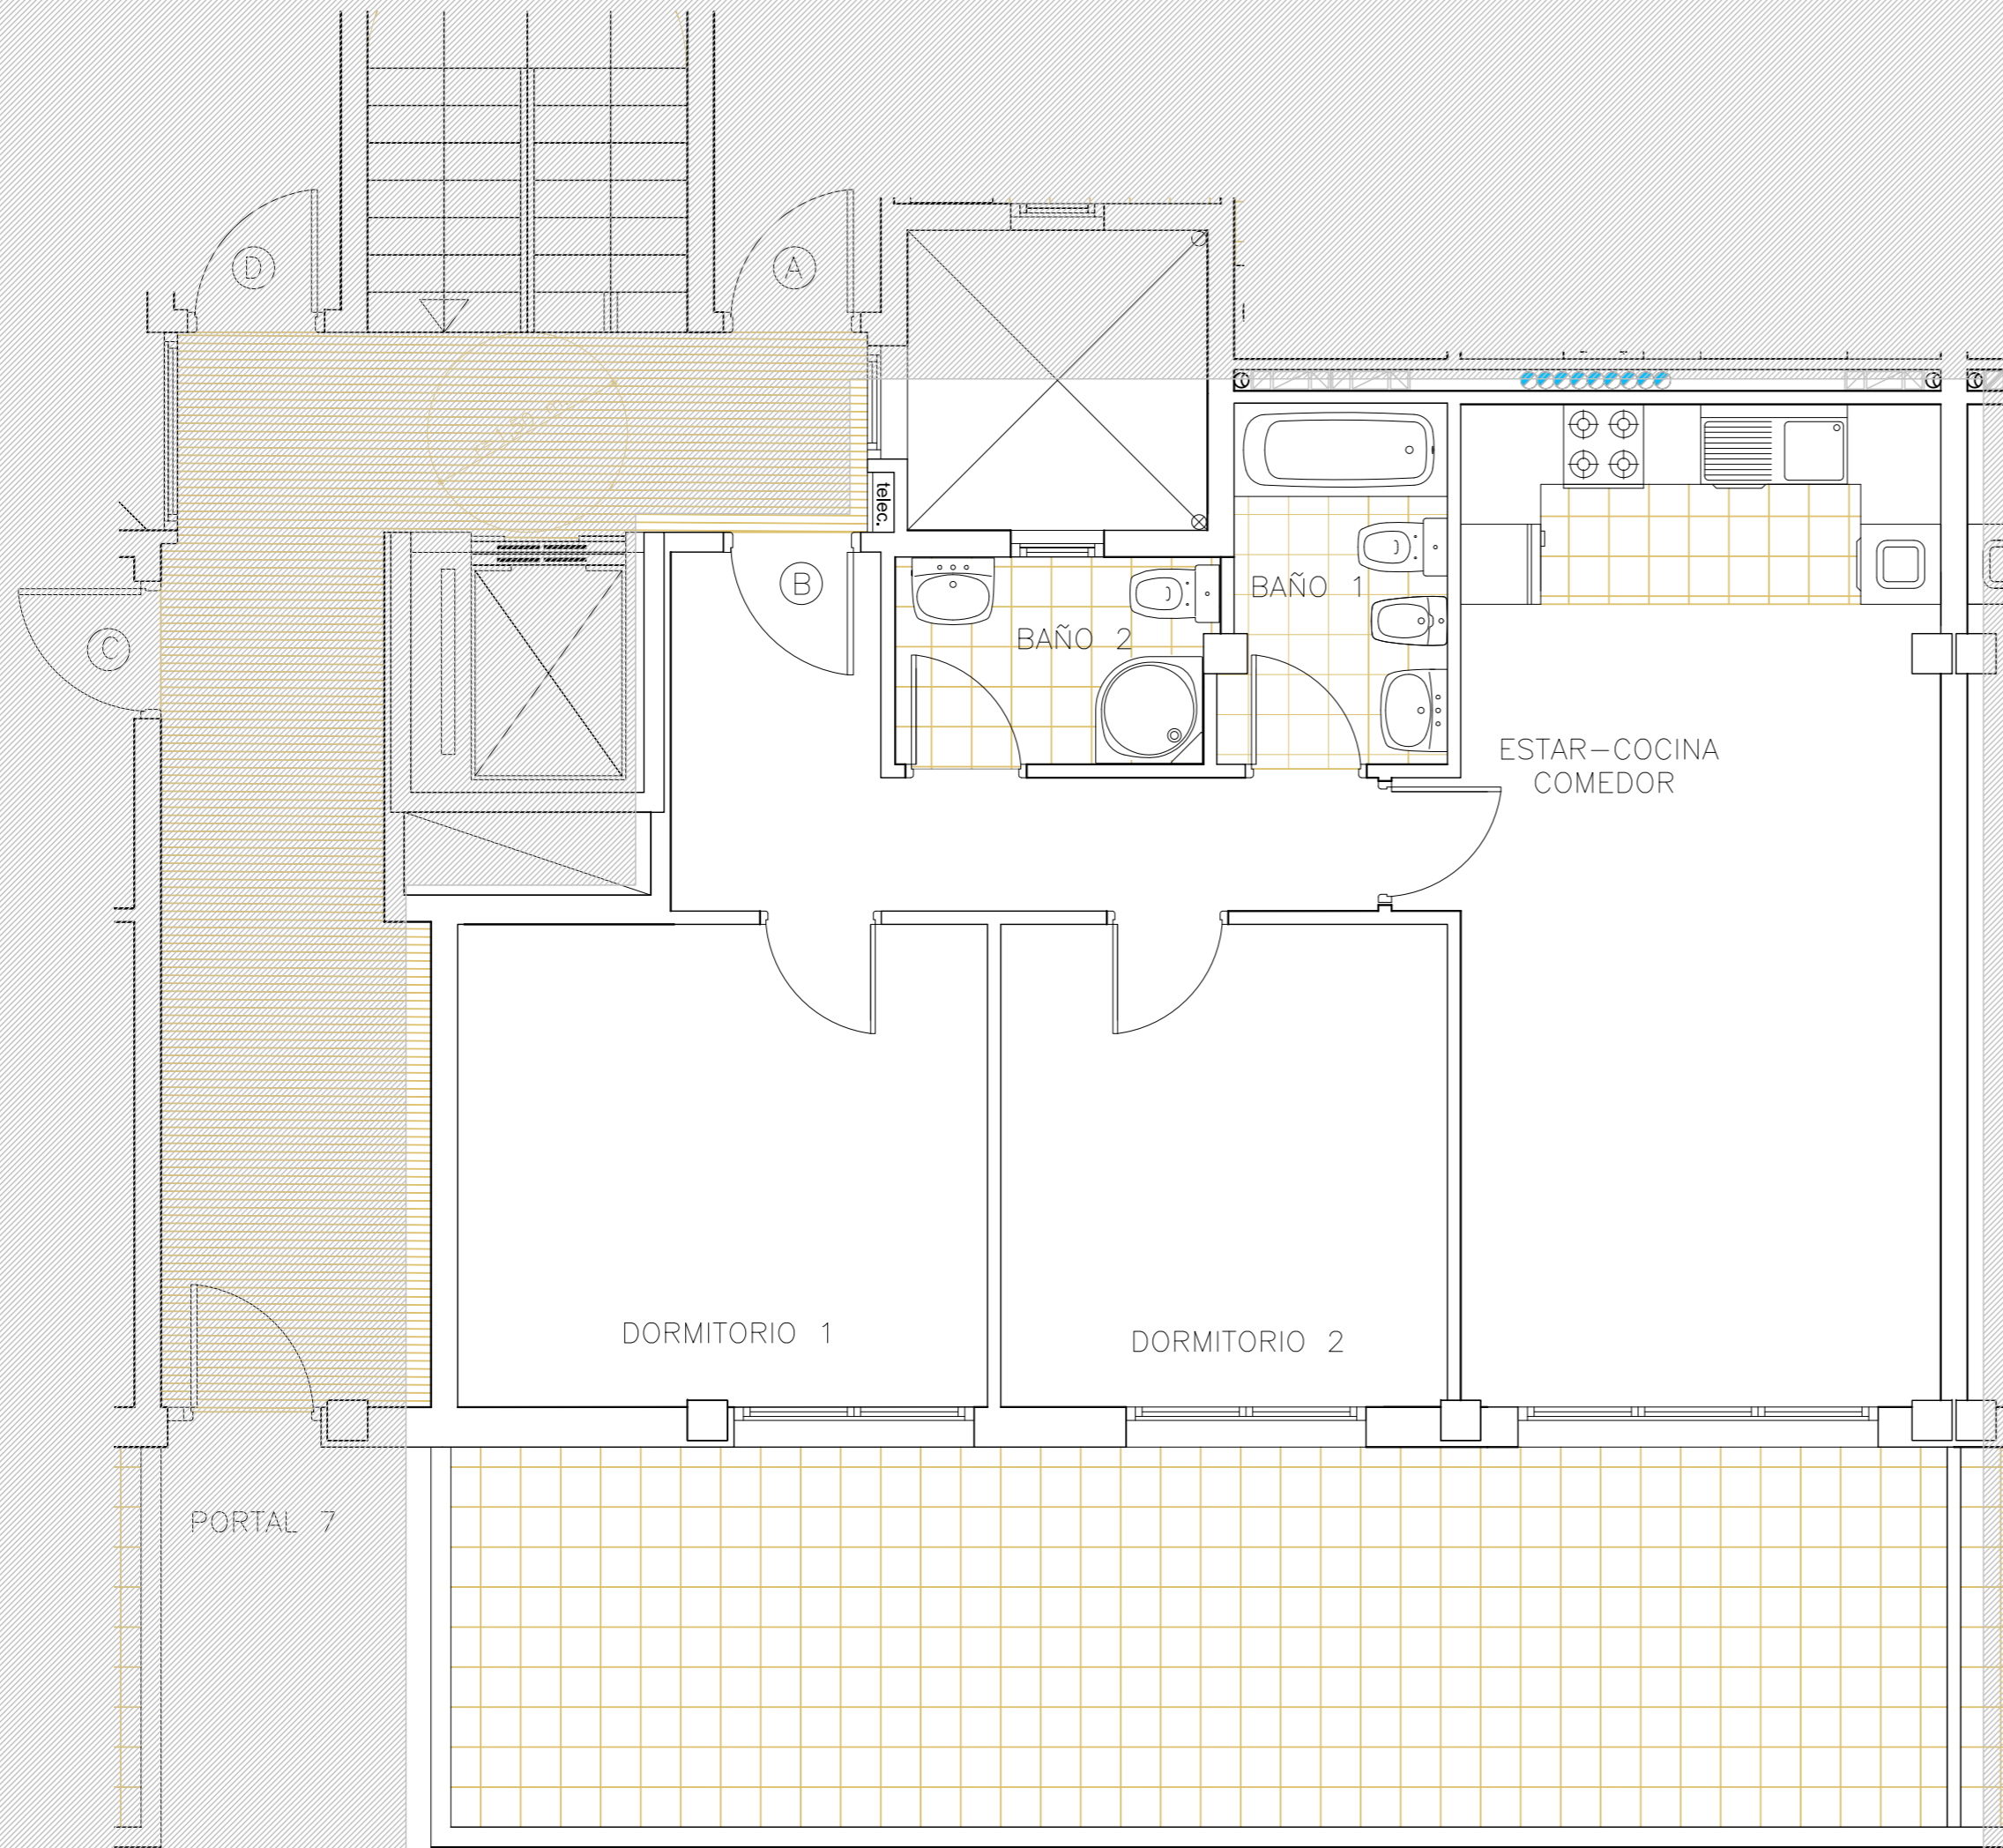 D
A
telec.
B
BAÑO 1
BAÑO 2
C
ESTAR-COCINA
COMEDOR
DORMITORIO 1
DORMITORIO 2
PORTAL 7